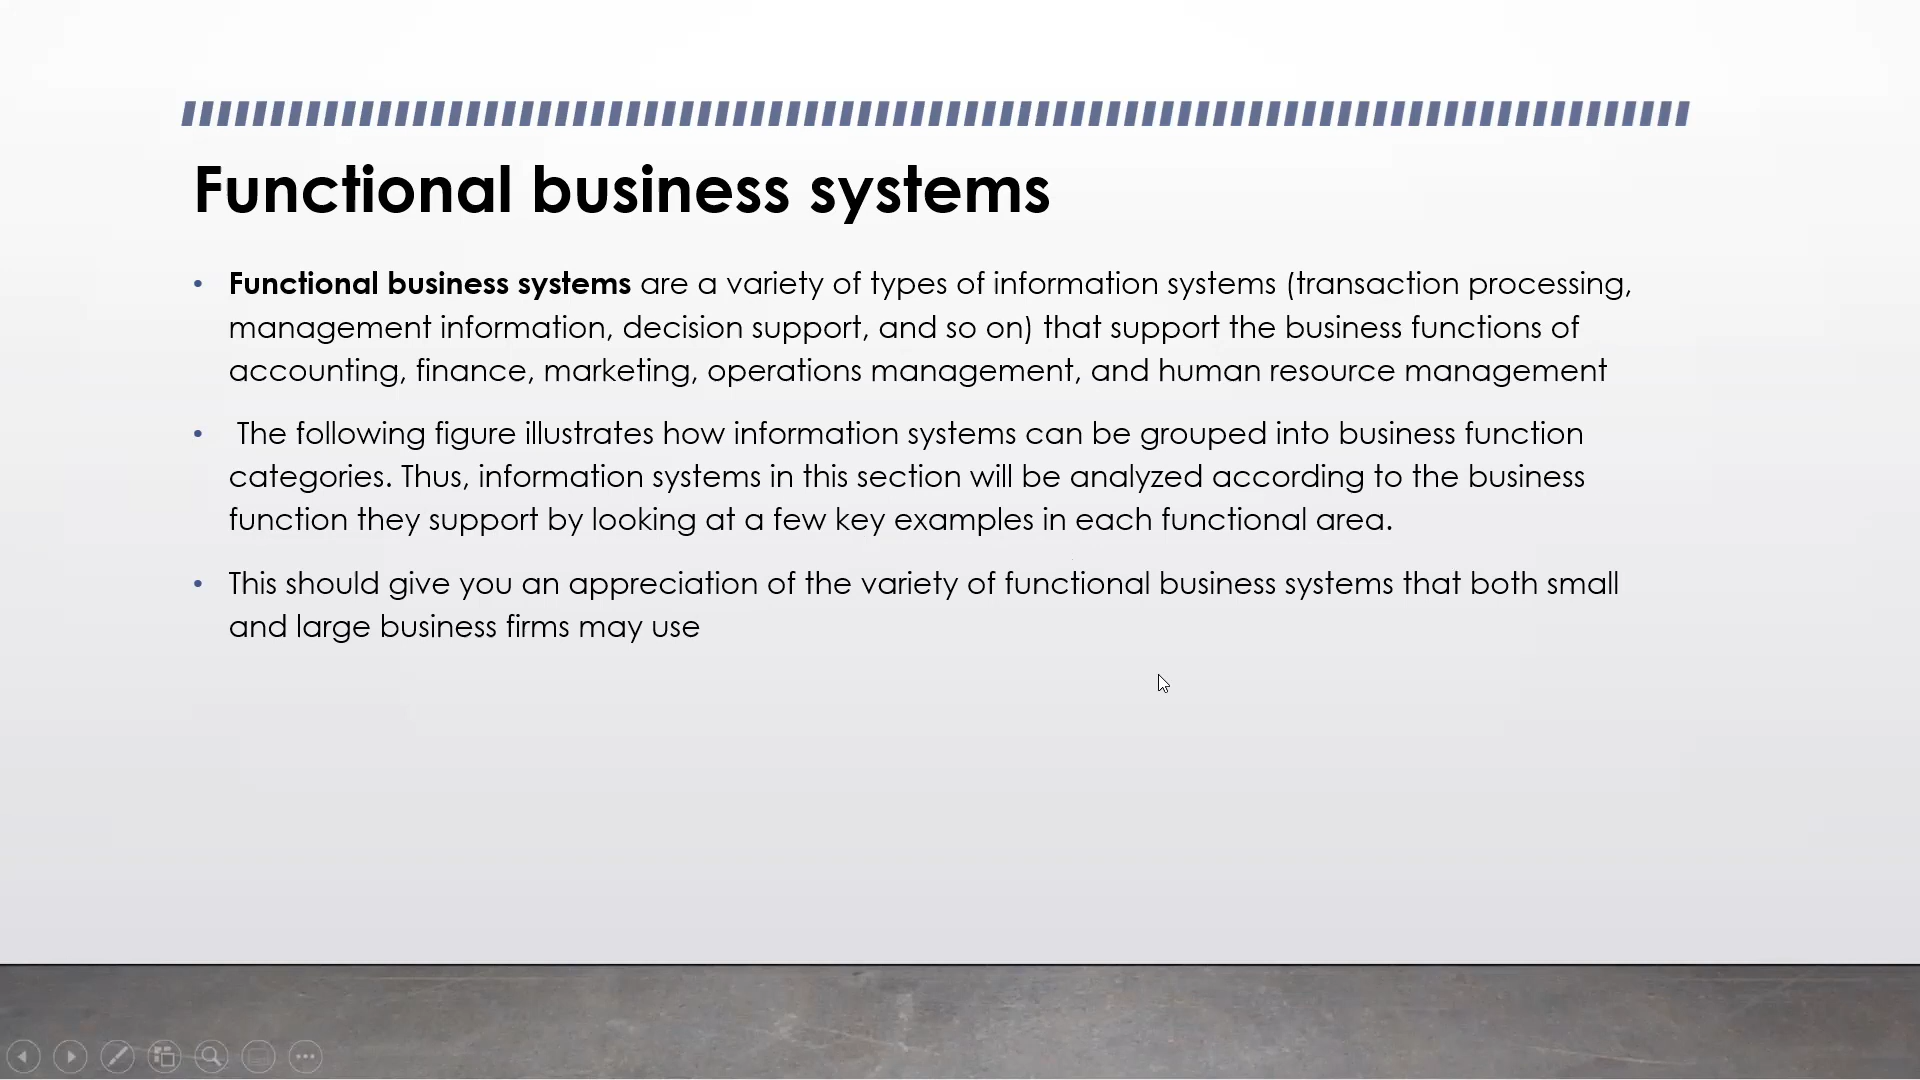 Functional business systems
• Functional business systems are a variety of types of information systems (transaction processing,
management information, decision support, and so on) that support the business functions of
accounting, finance, marketing, operations management, and human resource management
• The following figure illustrates how information systems can be grouped into business function
categories. Thus, information systems in this section will be analyzed according to the business
function they support by looking at a few key examples in each functional area.
• This should give you an appreciation of the variety of functional business systems that both small
and large business firms may use